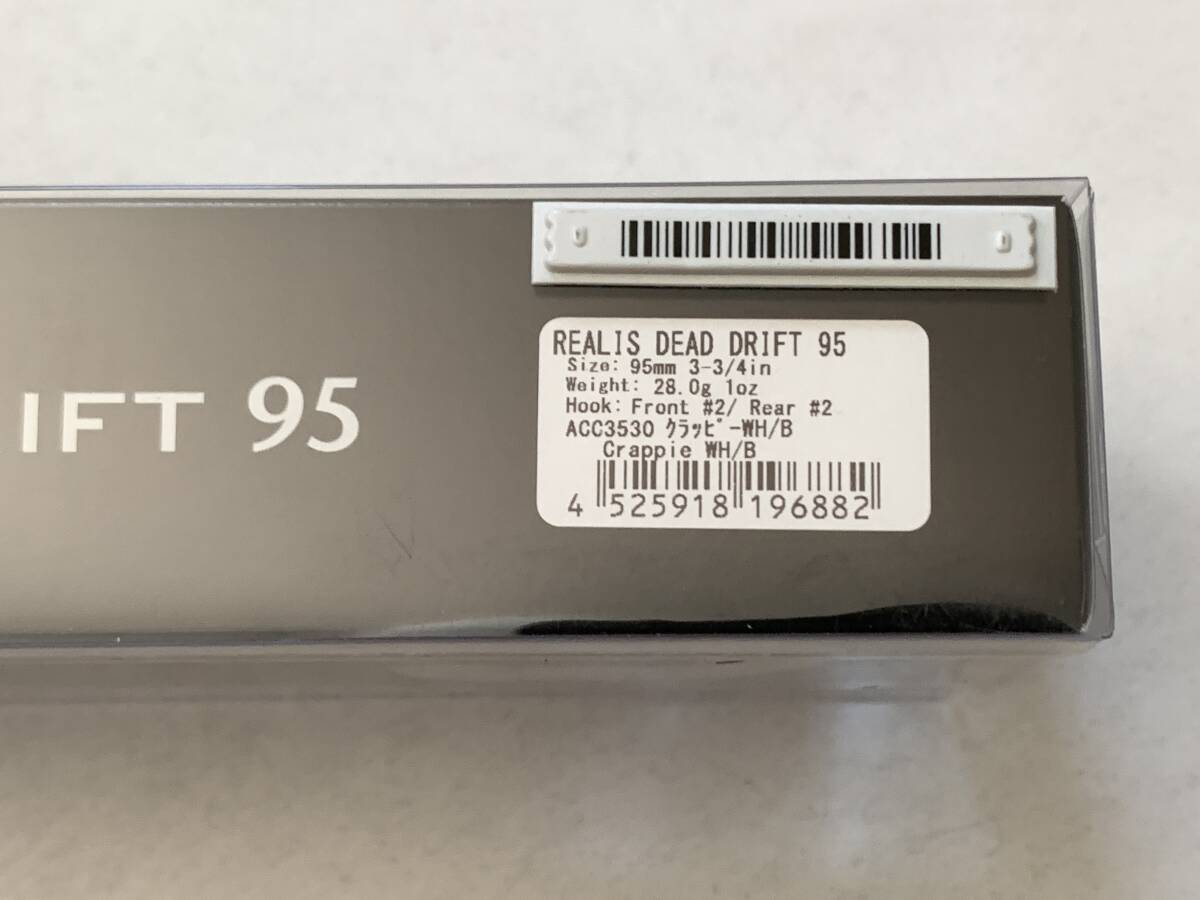 IFT 95
REALIS DEAD DRIFT 95
Size: 95mm 3-3/4in
Weight: 28.0g 1oz
Hook: Front #2/ Rear #2
ACC3530 クラッピ-WH/B
Crappie WH/B
4 525918 196882